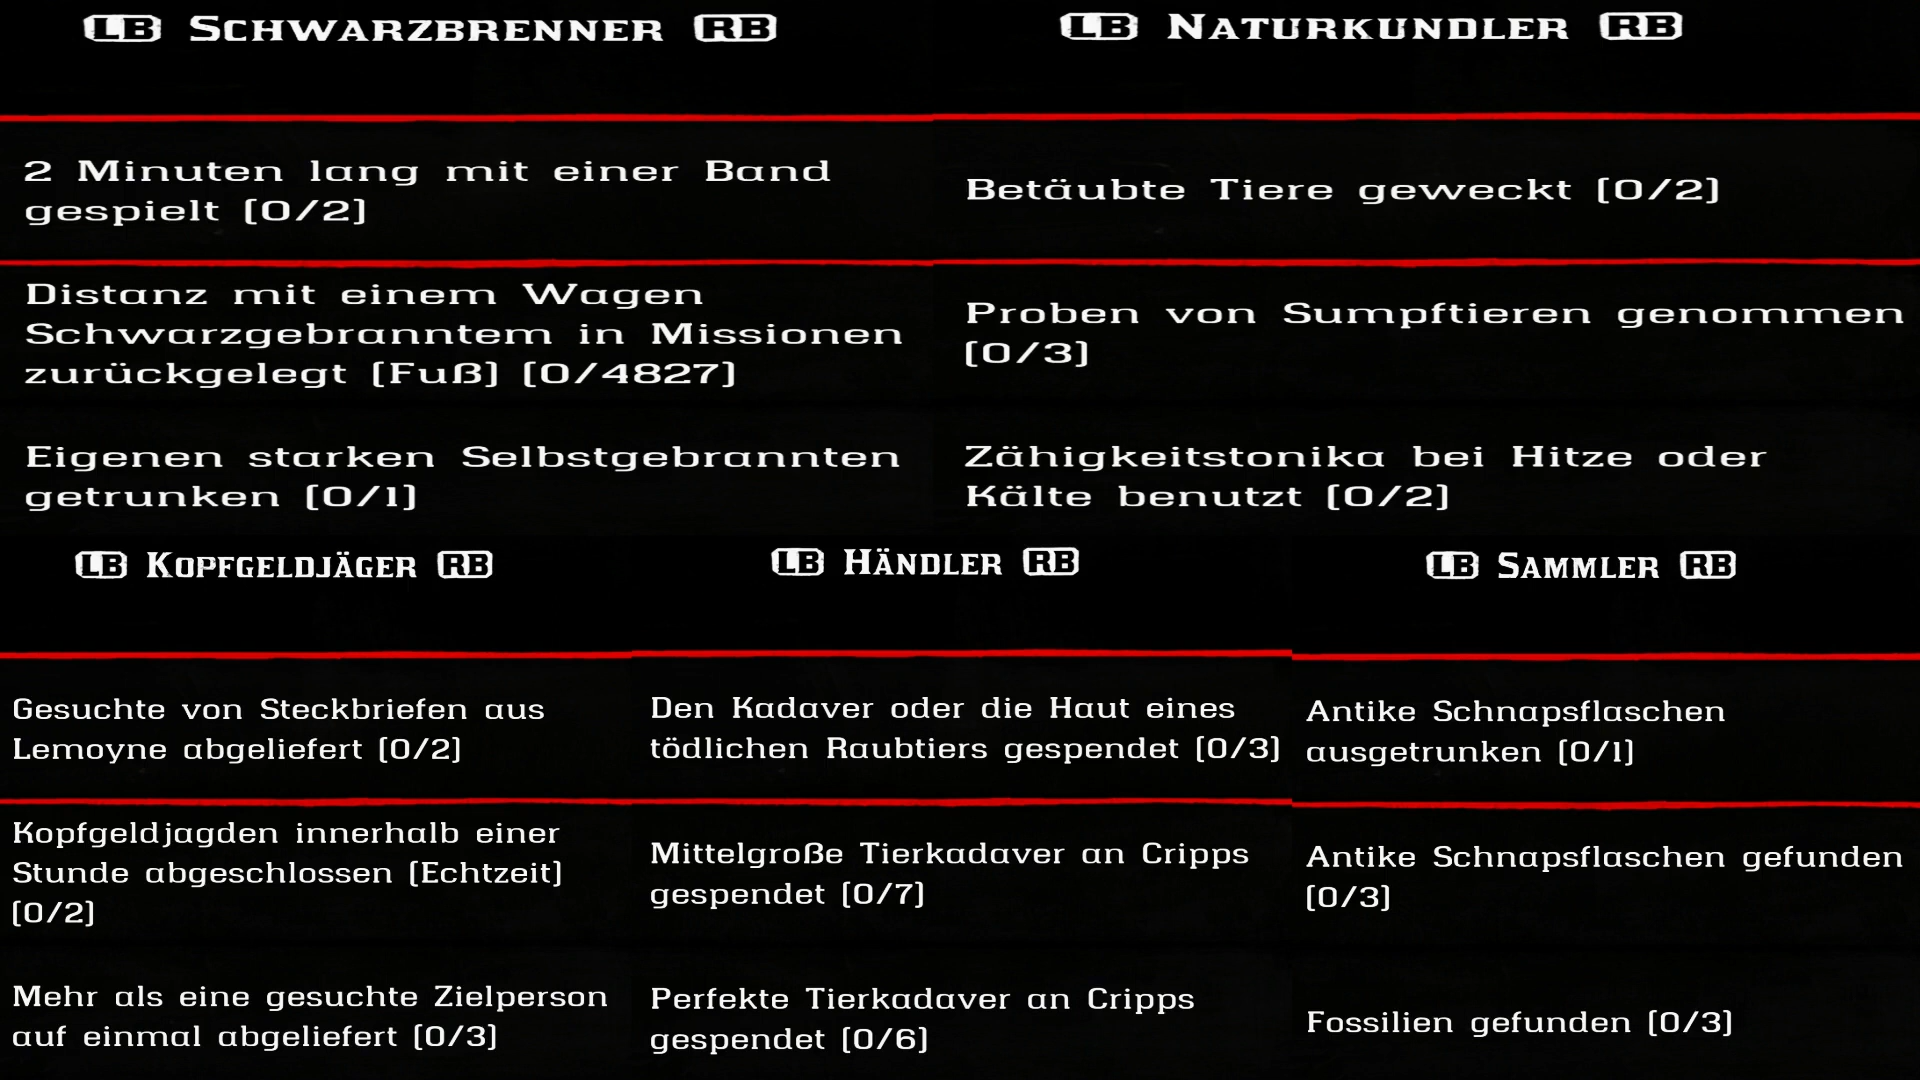 LB Schwarzbrenner RB
2 Minuten lang mit einer Band
gespielt (0/2)
Distanz mit einem Wagen
Schwarzgebranntem in Missionen
zurückgelegt (Fuß) (0/4827)
Eigenen starken Selbstgebrannten
getrunken (0/1)
LB Naturkundler RB
Betäubte Tiere geweckt (0/2)
Proben von Sumpftieren genommen
(0/3)
Zähigkeitstonika bei Hitze oder
Kälte benutzt (0/2)
LB Kopfgeldjäger RB
Gesuchte von Steckbriefen aus
Lemoyne abgeliefert (0/2)
Kopfgeldjagden innerhalb einer
Stunde abgeschlossen (Echtzeit)
(0/2)
Mehr als eine gesuchte Zielperson
auf einmal abgeliefert (0/3)
LB Händler RB
Den Kadaver oder die Haut eines
tödlichen Raubtiers gespendet (0/3)
Mittelgroße Tierkadaver an Cripps
gespendet (0/7)
Perfekte Tierkadaver an Cripps
gespendet (0/6)
LB Sammler RB
Antike Schnapsflaschen
ausgetrunken (0/1)
Antike Schnapsflaschen gefunden
(0/3)
Fossilien gefunden (0/3)